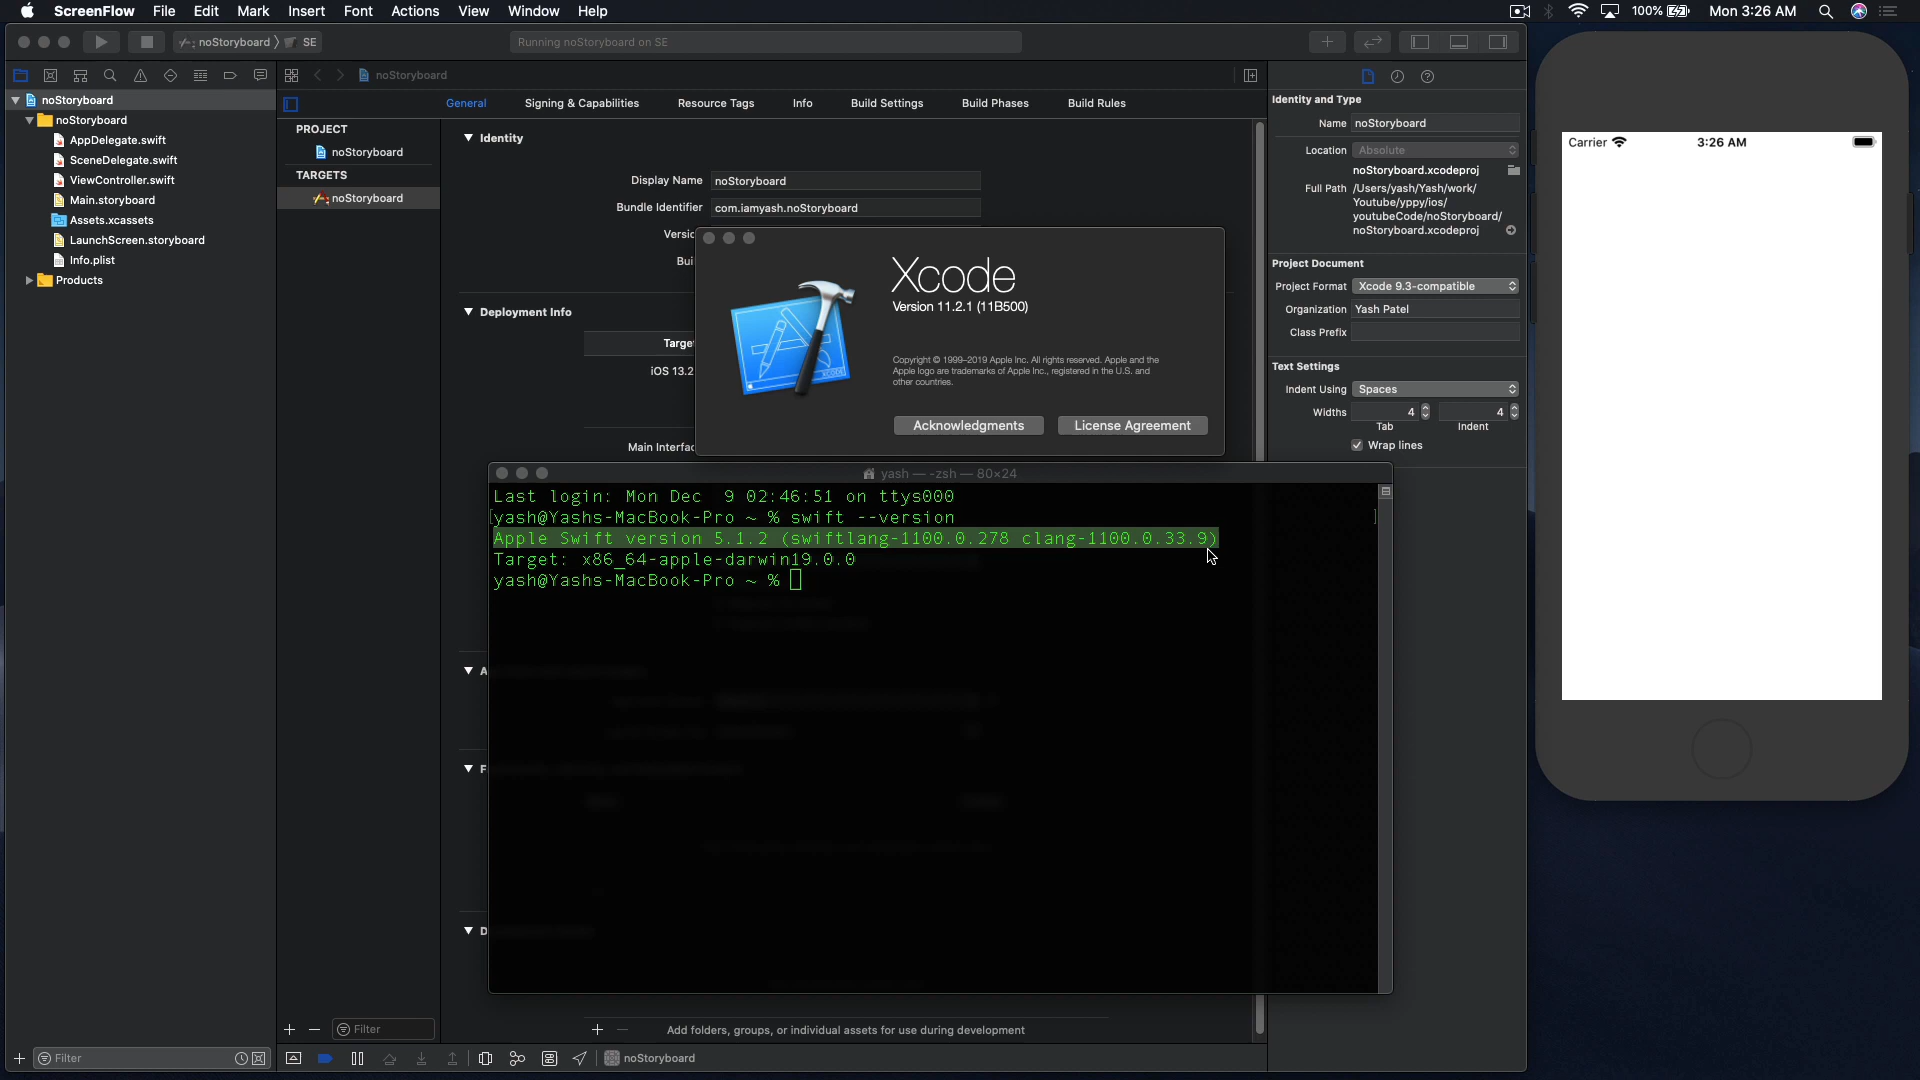 ScreenFlow File Edit Mark Insert Font Actions View Window Help
100% Mon 3:26 AM
noStoryboard SE
Running noStoryboard on SE
noStoryboard
General Signing & Capabilities Resource Tags Info Build Settings Build Phases Build Rules
noStoryboard
noStoryboard
AppDelegate.swift
SceneDelegate.swift
ViewController.swift
Main.storyboard
Assets.xcassets
LaunchScreen.storyboard
Info.plist
Products
PROJECT
noStoryboard
TARGETS
noStoryboard
Identity
Display Name noStoryboard
Bundle Identifier com.iamyash.noStoryboard
Versio
Bui
Deployment Info
Targe
iOS 13.2
Main Interfac
Xcode
Version 11.2.1 (11B500)
Copyright © 1999–2019 Apple Inc. All rights reserved. Apple and the
Apple logo are trademarks of Apple Inc., registered in the U.S. and
other countries.
Acknowledgments License Agreement
yash — -zsh — 80×24
Last login: Mon Dec  9 02:46:51 on ttys000
[yash@Yashs-MacBook-Pro ~ % swift --version ]
Apple Swift version 5.1.2 (swiftlang-1100.0.278 clang-1100.0.33.9)
Target: x86_64-apple-darwin19.0.0
yash@Yashs-MacBook-Pro ~ %
Add folders, groups, or individual assets for use during development
Filter
Filter
noStoryboard
Identity and Type
Name noStoryboard
Location Absolute
noStoryboard.xcodeproj
Full Path /Users/yash/Yash/work/
Youtube/yppy/ios/
youtubeCode/noStoryboard/
noStoryboard.xcodeproj
Project Document
Project Format Xcode 9.3-compatible
Organization Yash Patel
Class Prefix
Text Settings
Indent Using Spaces
Widths 4 4
Tab Indent
Wrap lines
Carrier 3:26 AM